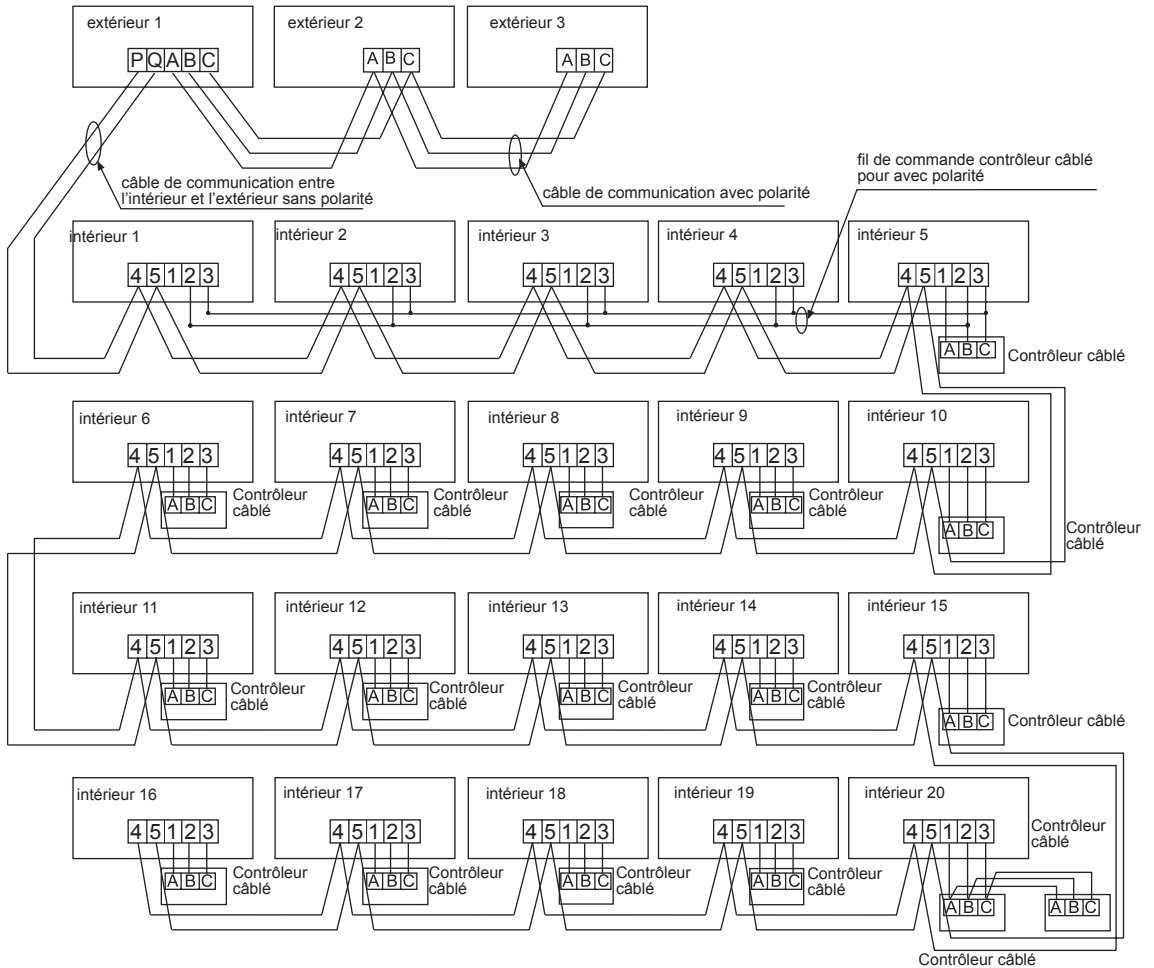 extérieur 1
extérieur 2
extérieur 3
P Q A B C
A B C
A B C
câble de communication entre
l'intérieur et l'extérieur sans polarité
câble de communication avec polarité
fil de commande contrôleur câblé
pour avec polarité
intérieur 1
intérieur 2
intérieur 3
intérieur 4
intérieur 5
4 5 1 2 3
4 5 1 2 3
4 5 1 2 3
4 5 1 2 3
4 5 1 2 3
A B C
Contrôleur câblé
intérieur 6
intérieur 7
intérieur 8
intérieur 9
intérieur 10
4 5 1 2 3
4 5 1 2 3
4 5 1 2 3
4 5 1 2 3
4 5 1 2 3
A B C
Contrôleur
câblé
A B C
Contrôleur
câblé
A B C
Contrôleur
câblé
A B C
Contrôleur
câblé
A B C
Contrôleur
câblé
intérieur 11
intérieur 12
intérieur 13
intérieur 14
intérieur 15
4 5 1 2 3
4 5 1 2 3
4 5 1 2 3
4 5 1 2 3
4 5 1 2 3
A B C
Contrôleur
câblé
A B C
Contrôleur
câblé
A B C
Contrôleur
câblé
A B C
Contrôleur
câblé
A B C
Contrôleur câblé
intérieur 16
intérieur 17
intérieur 18
intérieur 19
intérieur 20
4 5 1 2 3
4 5 1 2 3
4 5 1 2 3
4 5 1 2 3
4 5 1 2 3
A B C
Contrôleur
câblé
A B C
Contrôleur
câblé
A B C
Contrôleur
câblé
A B C
Contrôleur
câblé
Contrôleur
câblé
A B C
A B C
Contrôleur câblé